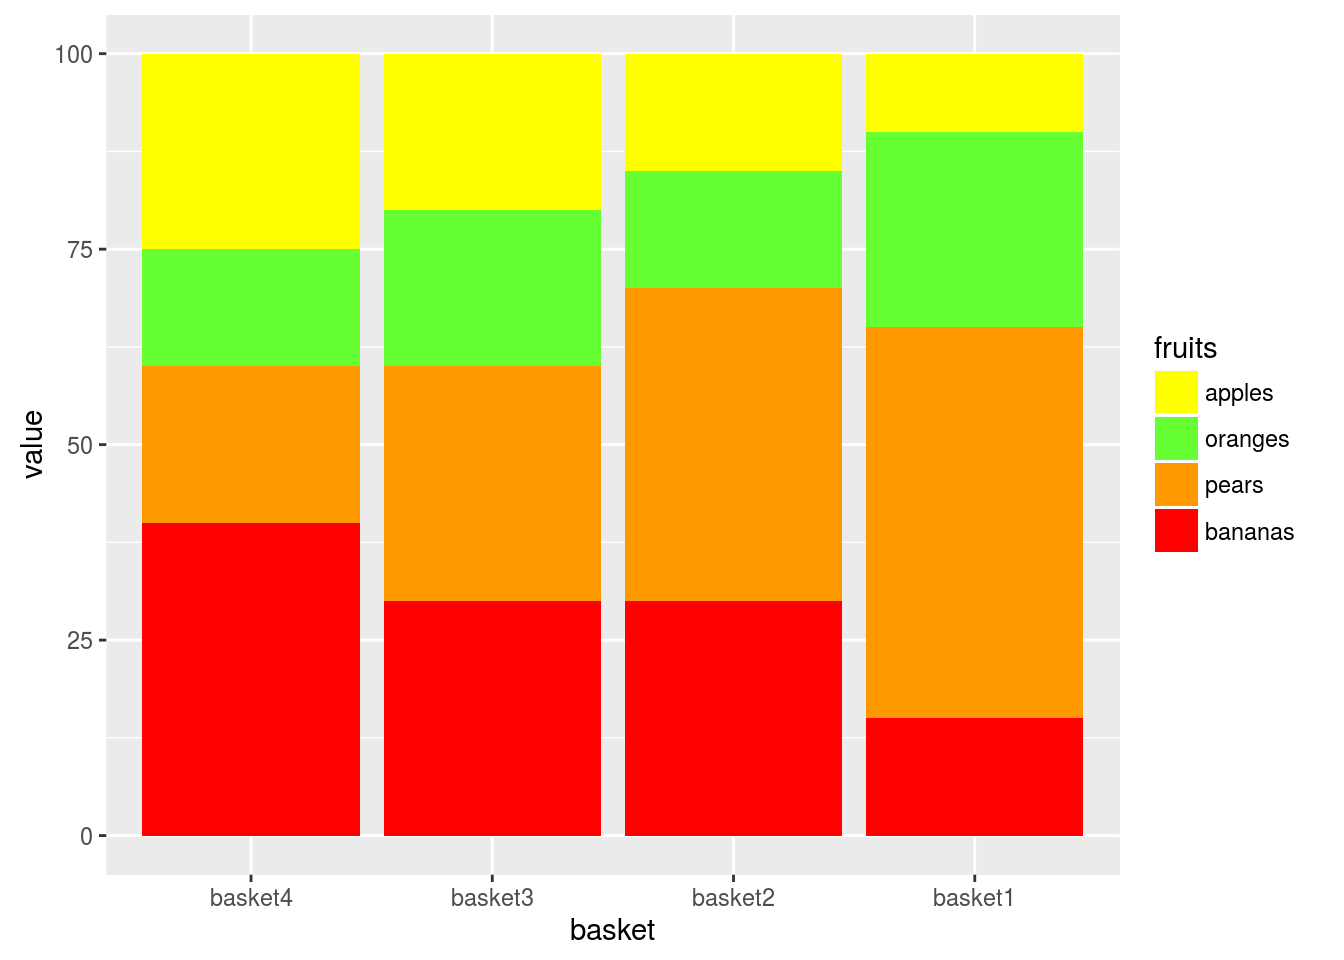 100
75
50
25
0
value
basket4
basket3
basket2
basket1
basket
fruits
apples
oranges
pears
bananas